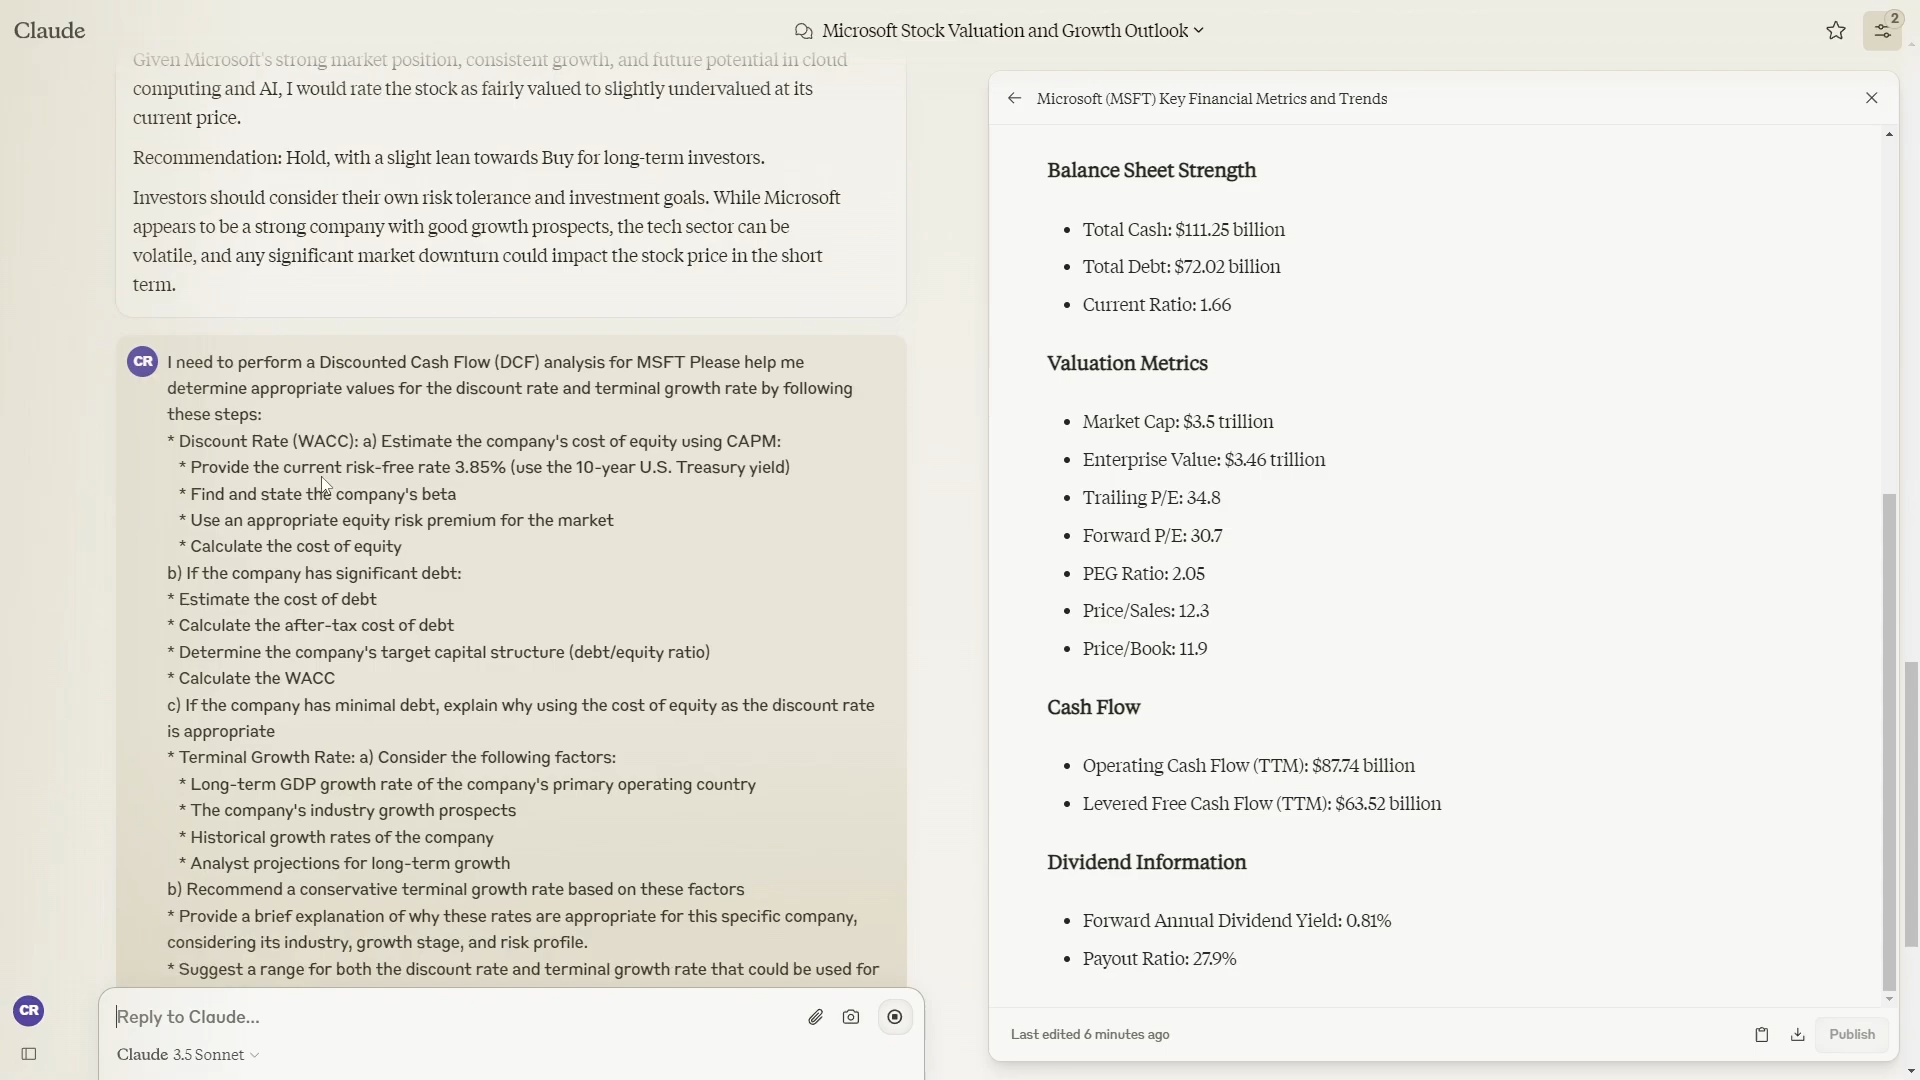 Claude
Microsoft Stock Valuation and Growth Outlook
2
Given Microsoft's strong market position, consistent growth, and future potential in cloud
computing and AI, I would rate the stock as fairly valued to slightly undervalued at its
current price.
Recommendation: Hold, with a slight lean towards Buy for long-term investors.
Investors should consider their own risk tolerance and investment goals. While Microsoft
appears to be a strong company with good growth prospects, the tech sector can be
volatile, and any significant market downturn could impact the stock price in the short
term.
CR
I need to perform a Discounted Cash Flow (DCF) analysis for MSFT Please help me
determine appropriate values for the discount rate and terminal growth rate by following
these steps:
* Discount Rate (WACC): a) Estimate the company's cost of equity using CAPM:
* Provide the current risk-free rate 3.85% (use the 10-year U.S. Treasury yield)
* Find and state the company's beta
* Use an appropriate equity risk premium for the market
* Calculate the cost of equity
b) If the company has significant debt:
* Estimate the cost of debt
* Calculate the after-tax cost of debt
* Determine the company's target capital structure (debt/equity ratio)
* Calculate the WACC
c) If the company has minimal debt, explain why using the cost of equity as the discount rate
is appropriate
* Terminal Growth Rate: a) Consider the following factors:
* Long-term GDP growth rate of the company's primary operating country
* The company's industry growth prospects
* Historical growth rates of the company
* Analyst projections for long-term growth
b) Recommend a conservative terminal growth rate based on these factors
* Provide a brief explanation of why these rates are appropriate for this specific company,
considering its industry, growth stage, and risk profile.
* Suggest a range for both the discount rate and terminal growth rate that could be used for
CR
Reply to Claude...
Claude 3.5 Sonnet
Microsoft (MSFT) Key Financial Metrics and Trends
Balance Sheet Strength
• Total Cash: $111.25 billion
• Total Debt: $72.02 billion
• Current Ratio: 1.66
Valuation Metrics
• Market Cap: $3.5 trillion
• Enterprise Value: $3.46 trillion
• Trailing P/E: 34.8
• Forward P/E: 30.7
• PEG Ratio: 2.05
• Price/Sales: 12.3
• Price/Book: 11.9
Cash Flow
• Operating Cash Flow (TTM): $87.74 billion
• Levered Free Cash Flow (TTM): $63.52 billion
Dividend Information
• Forward Annual Dividend Yield: 0.81%
• Payout Ratio: 27.9%
Last edited 6 minutes ago
Publish